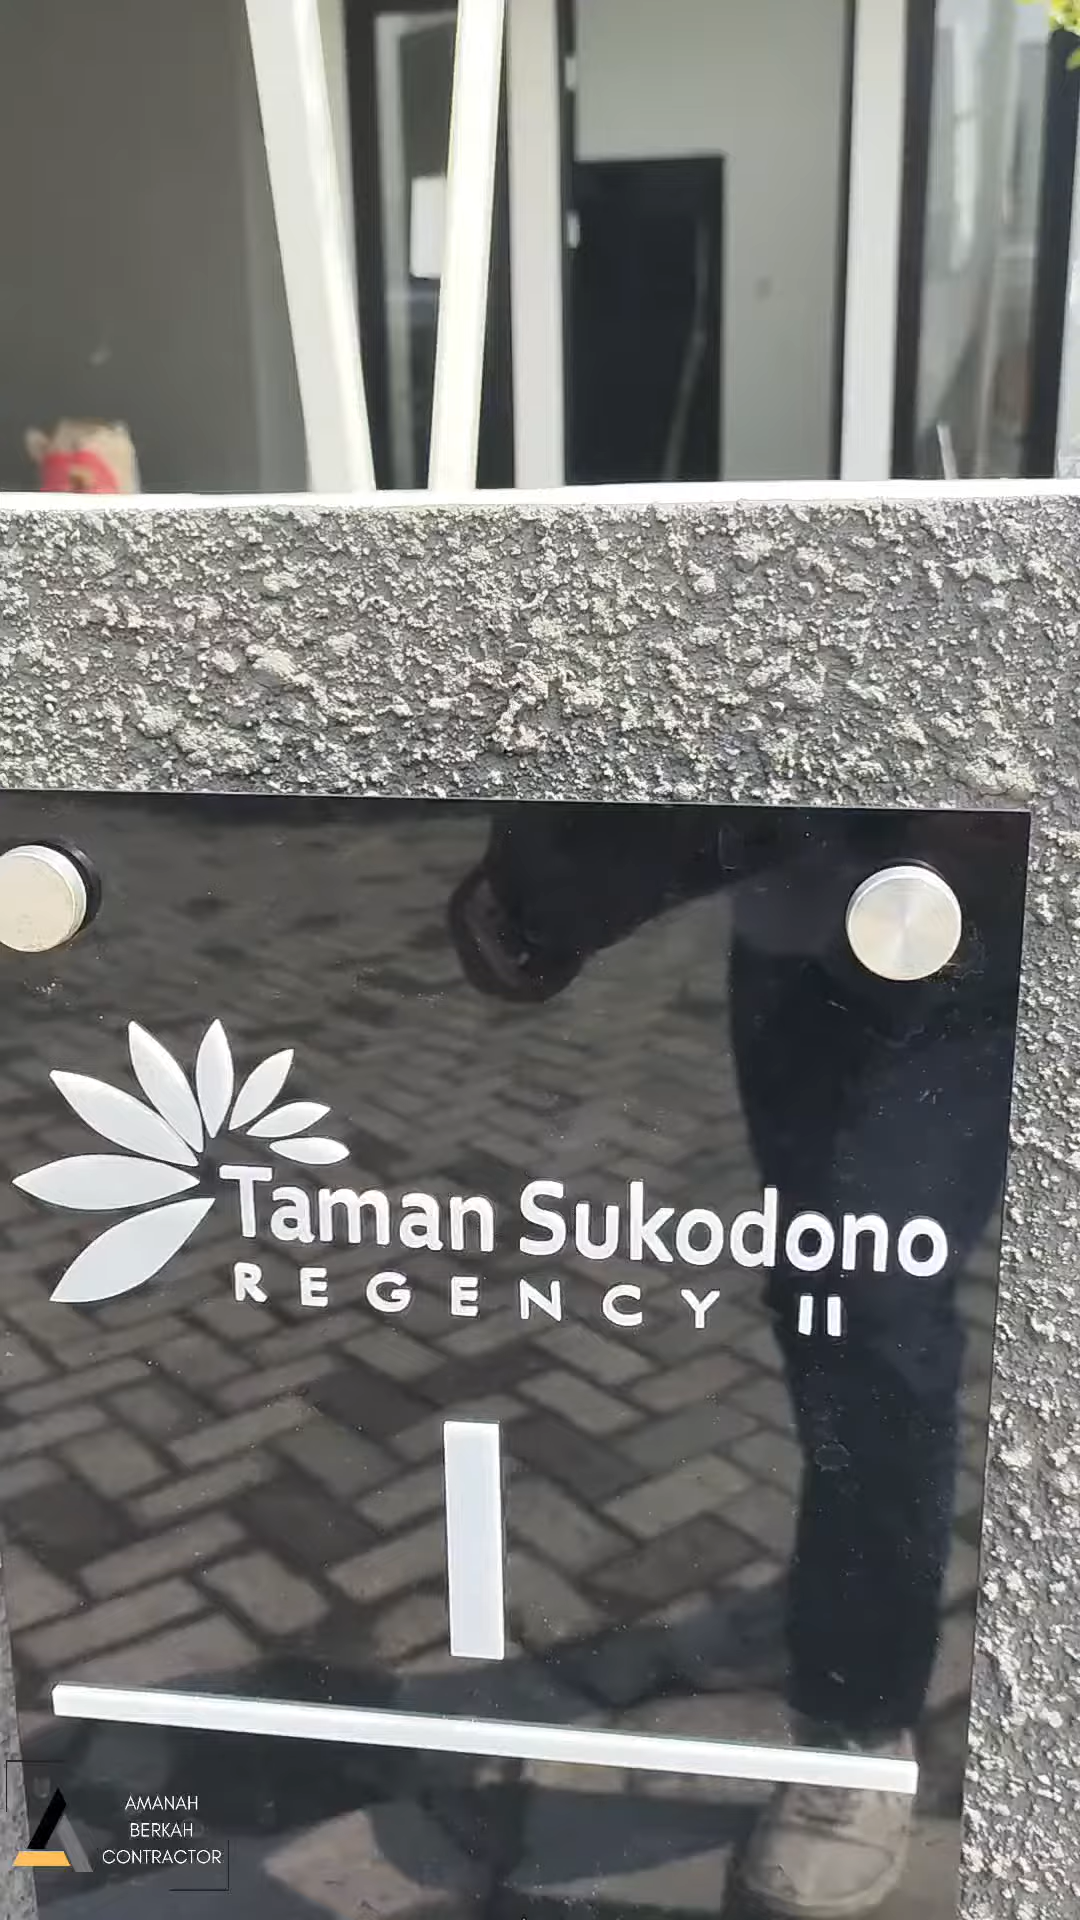 Taman Sukodono
REGENCY II
I
AMANAH
BERKAH
CONTRACTOR